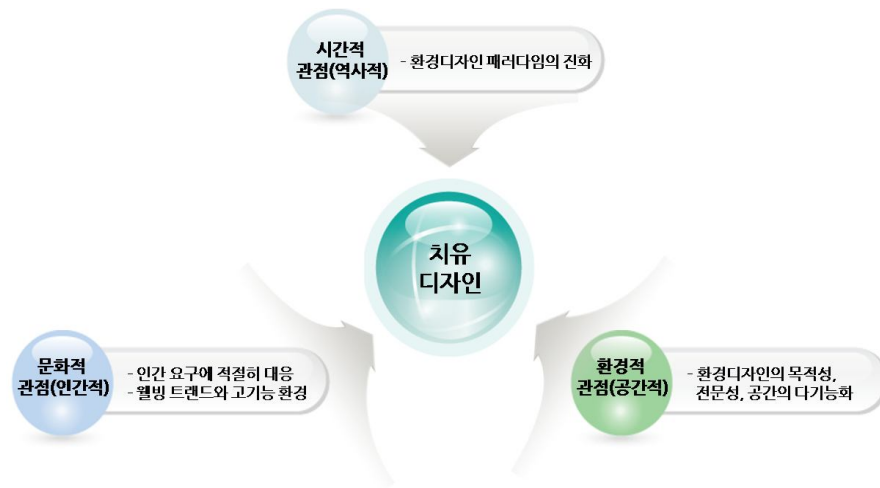 시간적
관점(역사적)
- 환경디자인 패러다임의 진화
치유
디자인
문화적
관점(인간적)
- 인간 요구에 적절히 대응
- 웰빙 트랜드와 고기능 환경
환경적
관점(공간적)
- 환경디자인의 목적성,
전문성, 공간의 다기능화